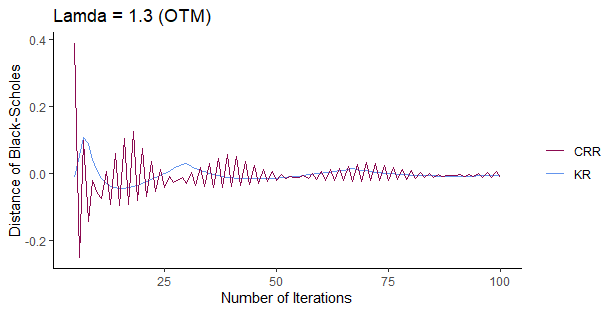 Lamda = 1.3 (OTM)
Distance of Black-Scholes
0.4
0.2
0.0
-0.2
25
50
75
100
Number of Iterations
CRR
KR